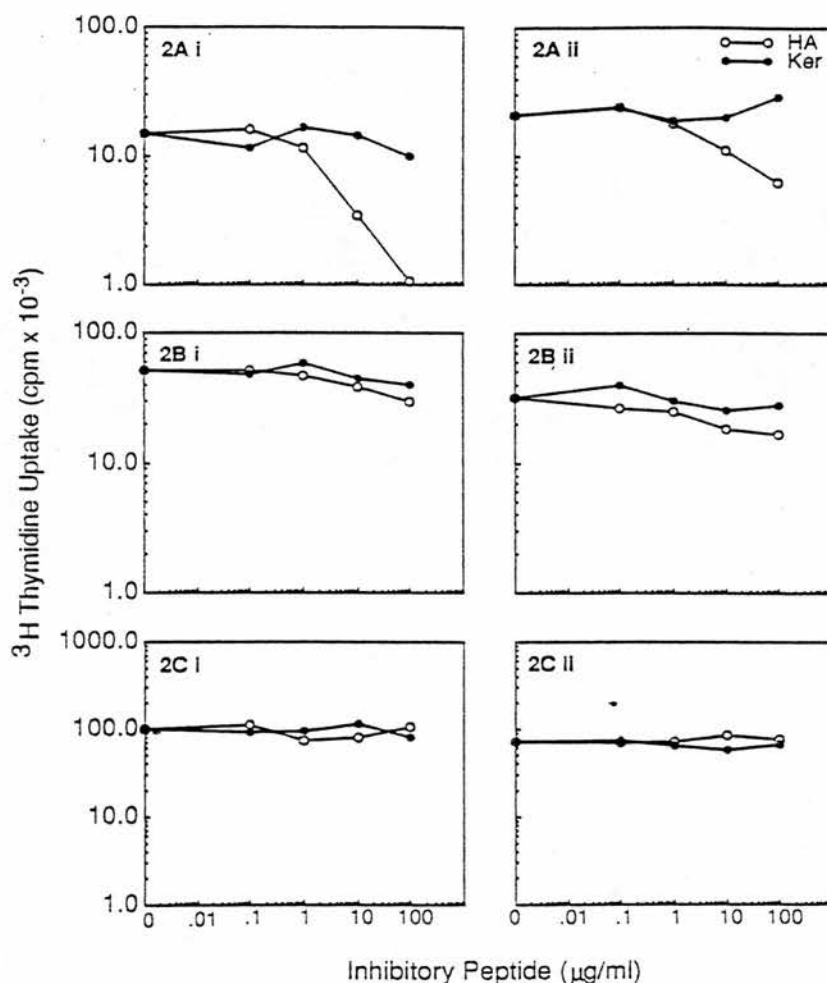 100.0
10.0
1.0
2A i
2A ii
HA
Ker
100.0
10.0
1.0
2B i
2B ii
1000.0
100.0
10.0
1.0
2C i
2C ii
0 .01 .1 1 10 100
0 .01 .1 1 10 100
³H Thymidine Uptake (cpm x 10⁻³)
Inhibitory Peptide (μg/ml)